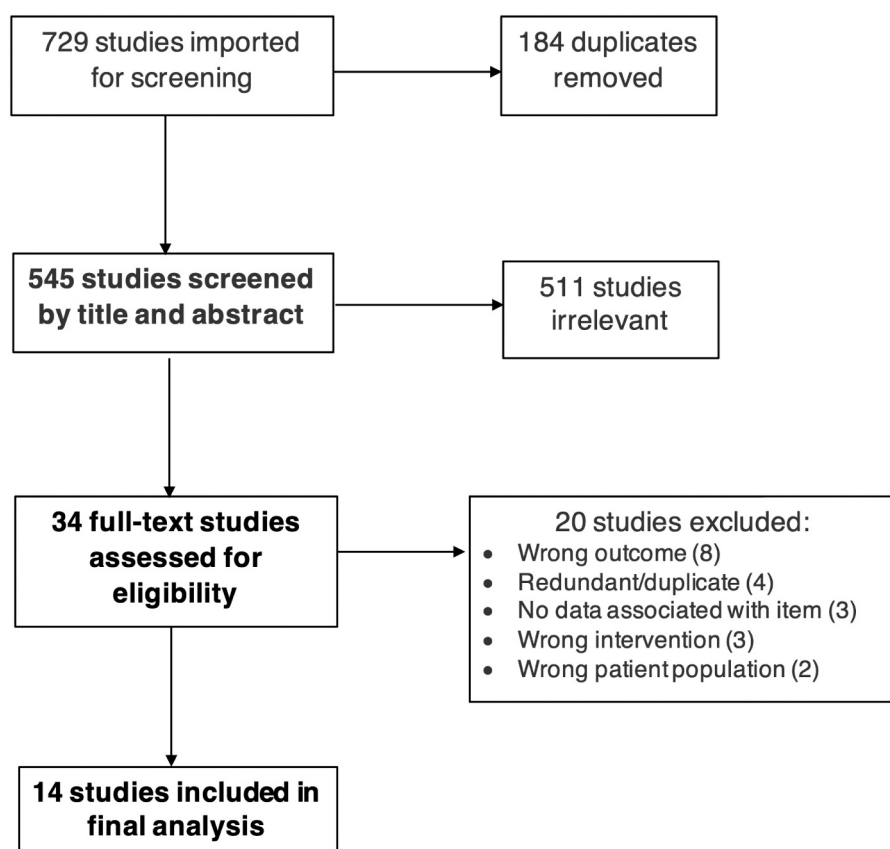 729 studies imported
for screening
184 duplicates
removed
545 studies screened
by title and abstract
511 studies
irrelevant
34 full-text studies
assessed for
eligibility
20 studies excluded:
• Wrong outcome (8)
• Redundant/duplicate (4)
• No data associated with item (3)
• Wrong intervention (3)
• Wrong patient population (2)
14 studies included in
final analysis